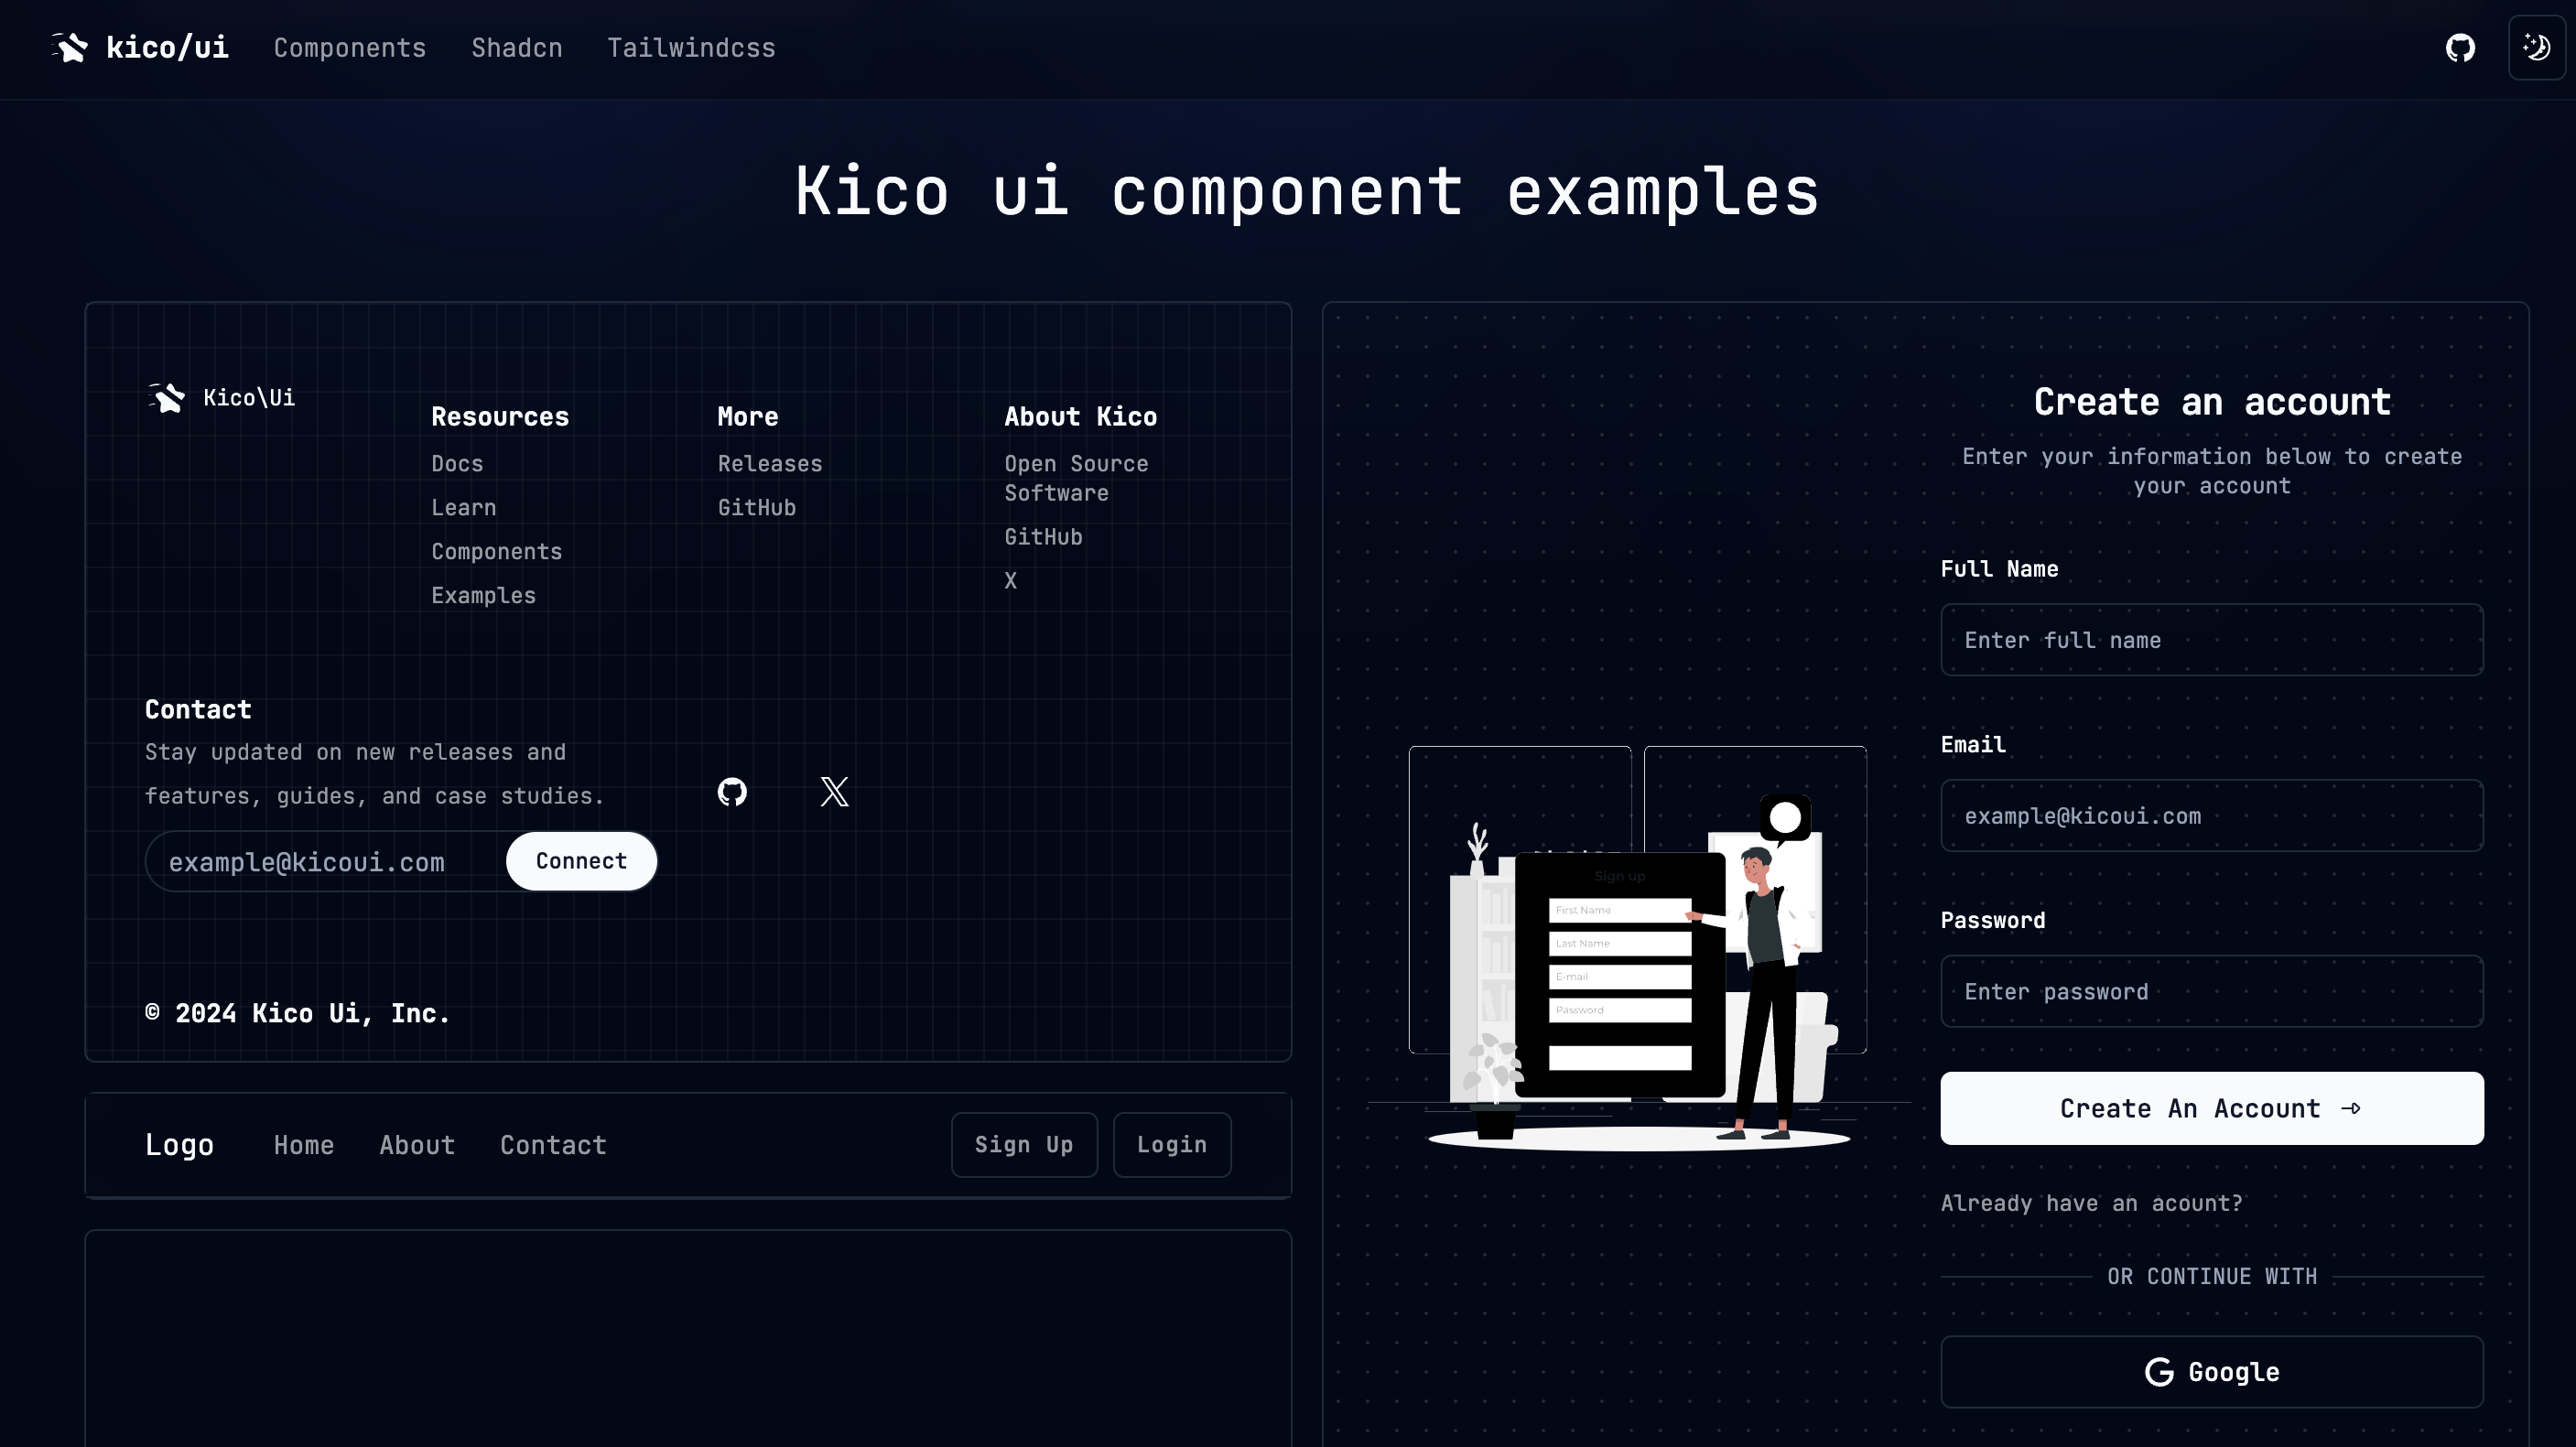 kico/ui Components Shadcn Tailwindcss
Kico ui component examples
Kico\Ui
Resources
Docs
Learn
Components
Examples
More
Releases
GitHub
About Kico
Open Source
Software
GitHub
X
Contact
Stay updated on new releases and
features, guides, and case studies.
example@kicoui.com Connect
© 2024 Kico Ui, Inc.
Logo Home About Contact Sign Up Login
Create an account
Enter your information below to create
your account
Full Name
Enter full name
Email
example@kicoui.com
Password
Enter password
Create An Account
Already have an acount?
OR CONTINUE WITH
Google
Sign up
First Name
Last Name
E-mail
Password